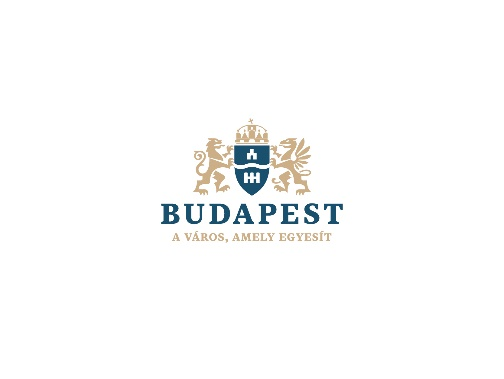 BUDAPEST
A VÁROS, AMELY EGYESÍT